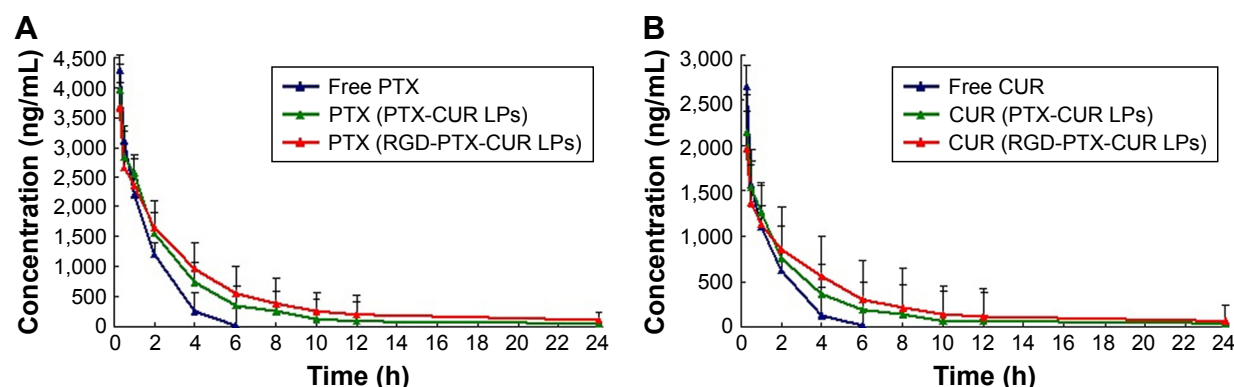 A
Concentration (ng/mL)
4,500
4,000
3,500
3,000
2,500
2,000
1,500
1,000
500
0
0 2 4 6 8 10 12 14 16 18 20 22 24
Time (h)
Free PTX
PTX (PTX-CUR LPs)
PTX (RGD-PTX-CUR LPs)
B
Concentration (ng/mL)
3,000
2,500
2,000
1,500
1,000
500
0
0 2 4 6 8 10 12 14 16 18 20 22 24
Time (h)
Free CUR
CUR (PTX-CUR LPs)
CUR (RGD-PTX-CUR LPs)